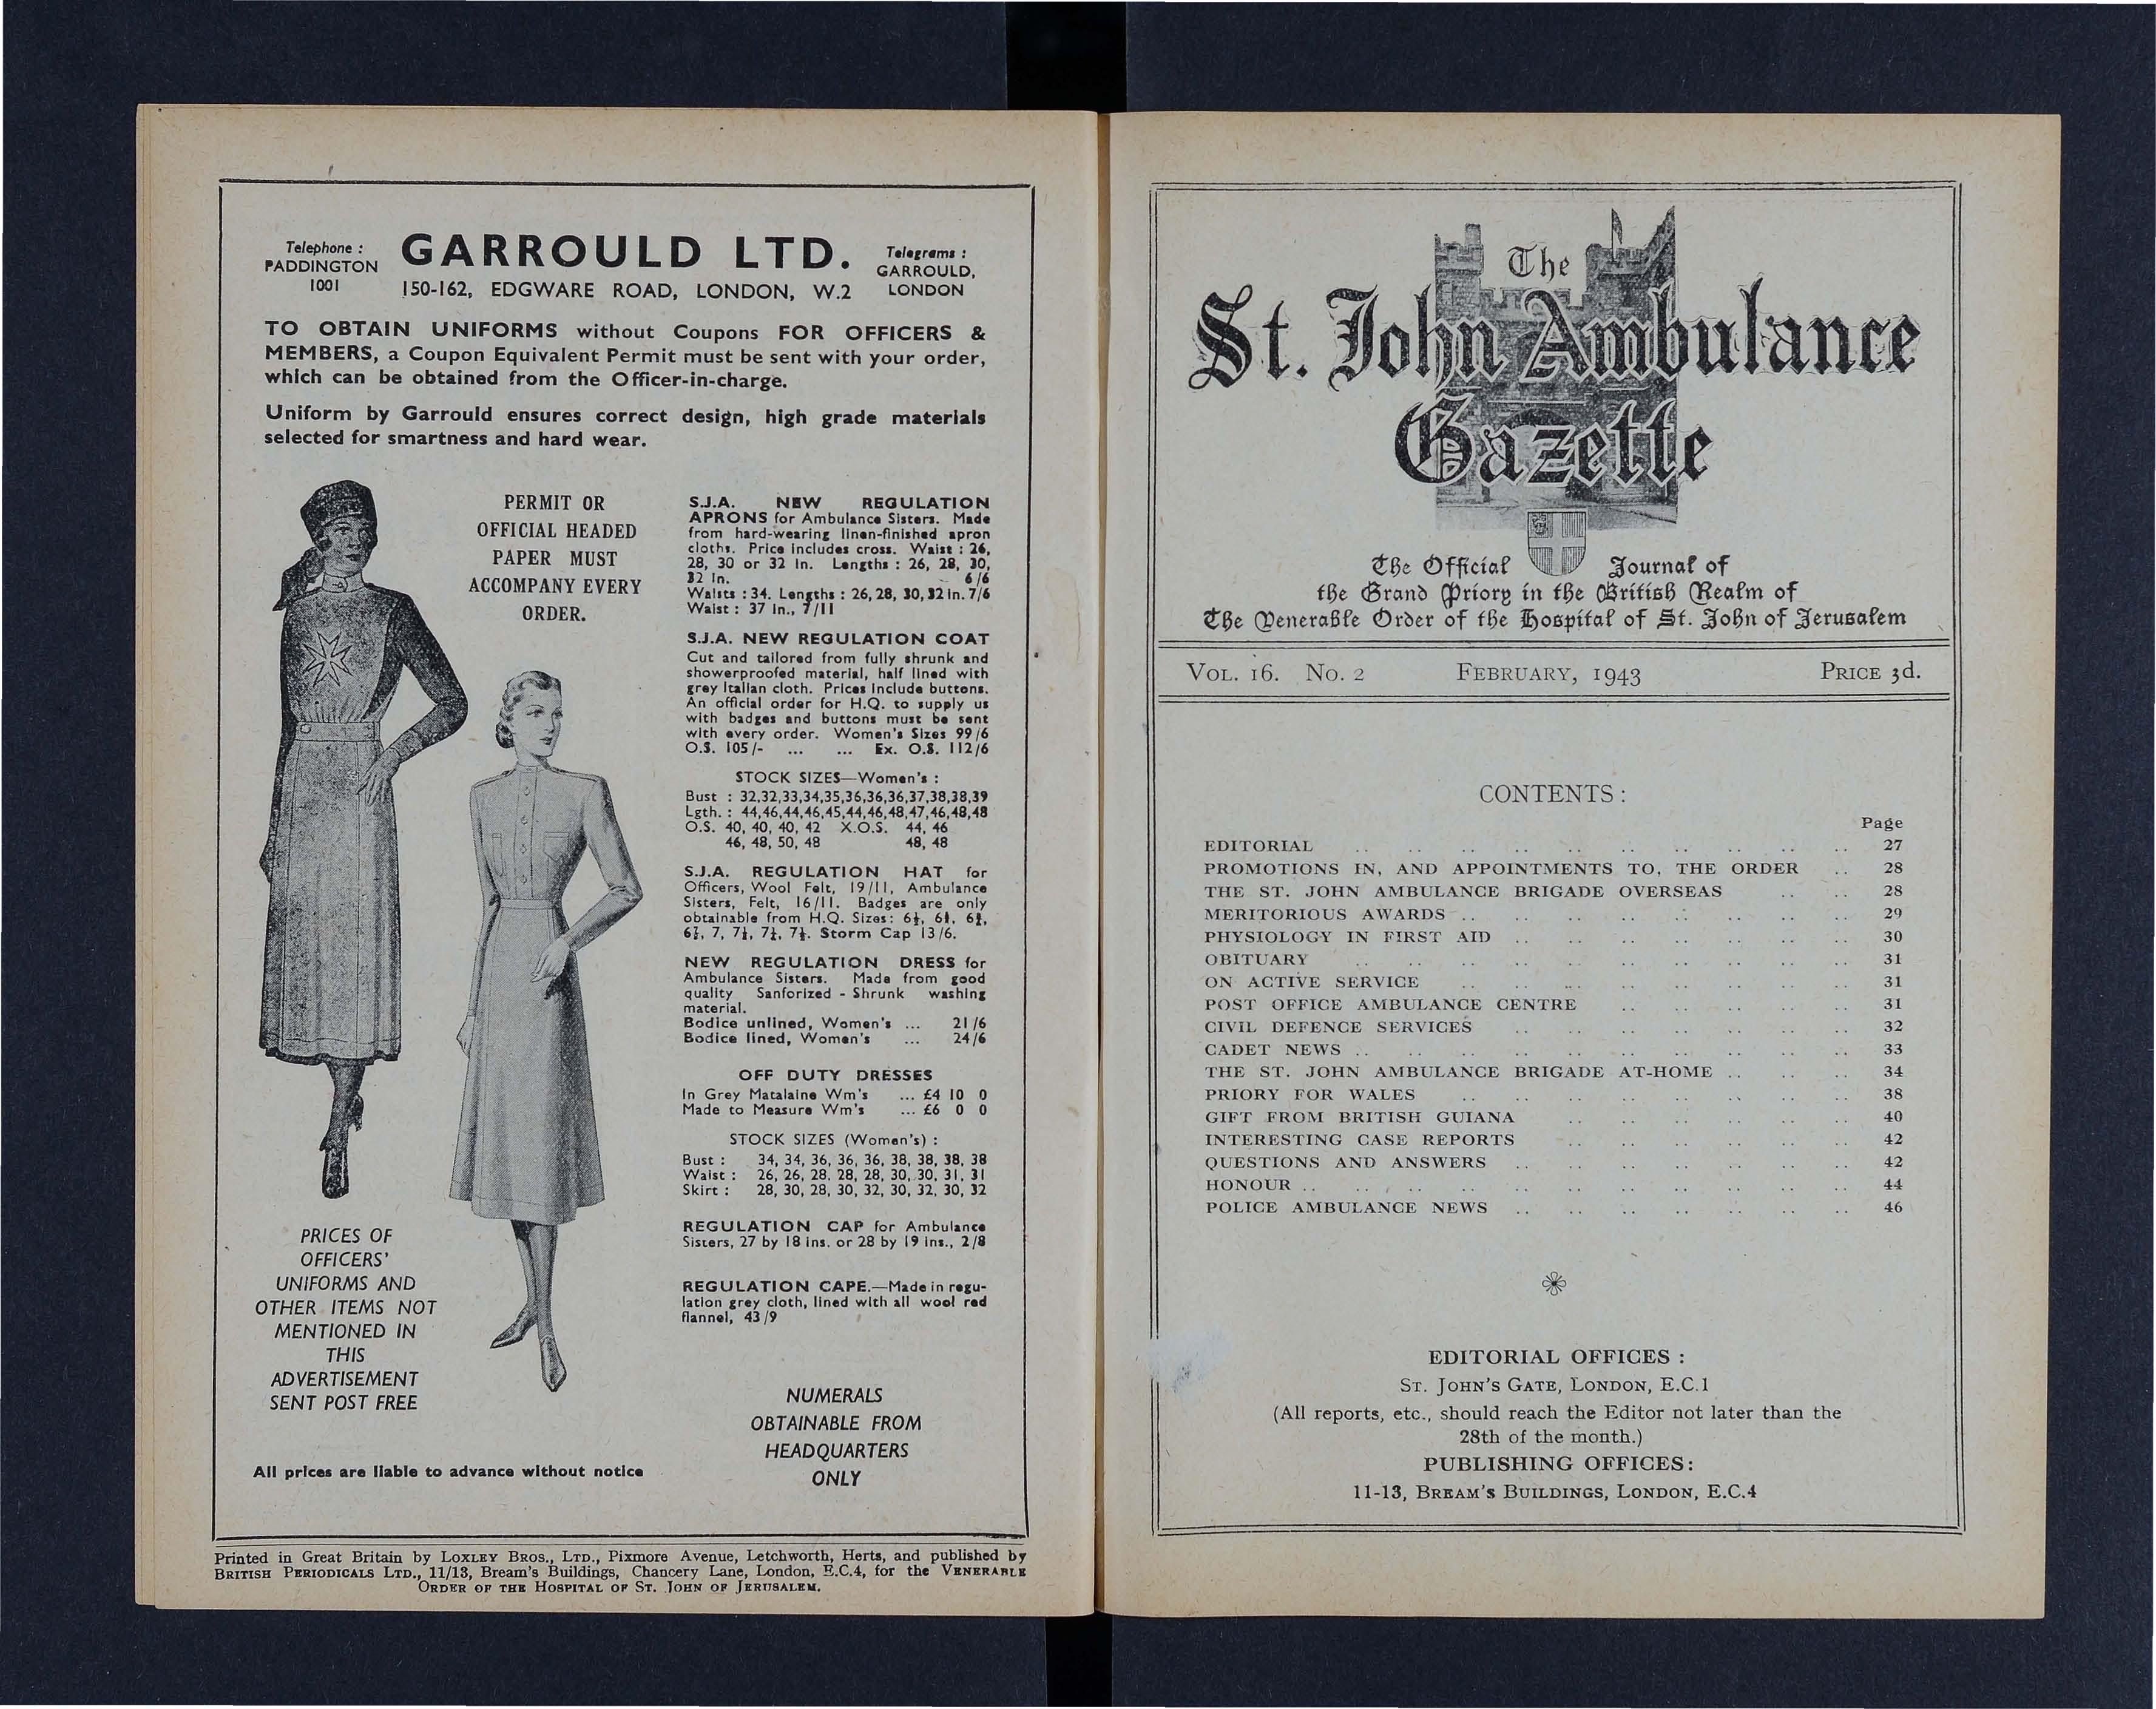 Telephone :
PADDINGTON
1001
GARROULD LTD.
150-162, EDGWARE ROAD, LONDON, W.2
Telegrams :
GARROULD,
LONDON
TO OBTAIN UNIFORMS without Coupons FOR OFFICERS &
MEMBERS, a Coupon Equivalent Permit must be sent with your order,
which can be obtained from the Officer-in-charge.
Uniform by Garrould ensures correct design, high grade materials
selected for smartness and hard wear.
PERMIT OR
OFFICIAL HEADED
PAPER MUST
ACCOMPANY EVERY
ORDER.
S.J.A. NEW REGULATION
APRONS for Ambulance Sisters. Made
from hard-wearing linen-finished apron
cloths. Price includes cross. Waist : 26,
28, 30 or 32 in. Lengths : 26, 28, 30,
32 in. 6/6
Waists : 34. Lengths : 26, 28, 30, 32 in. 7/6
Waist : 37 in., 7/11
S.J.A. NEW REGULATION COAT
Cut and tailored from fully shrunk and
showerproofed material, half lined with
grey Italian cloth. Prices Include buttons.
An official order for H.Q. to supply us
with badges and buttons must be sent
with every order. Women's Sizes 99/6
O.S. 105/- ... ... Ex. O.S. 112/6
STOCK SIZES—Women's :
Bust : 32,32,33,34,35,36,36,36,37,38,38,39
Lgth. : 44,46,44,46,45,44,46,48,47,46,48,48
O.S. 40, 40, 40, 42 X.O.S. 44, 46
46, 48, 50, 48 48, 48
S.J.A. REGULATION HAT for
Officers, Wool Felt, 19/11, Ambulance
Sisters, Felt, 16/11. Badges are only
obtainable from H.Q. Sizes:
7, Storm Cap 13/6.
NEW REGULATION DRESS for
Ambulance Sisters. Made from good
quality Sanforized - Shrunk washing
material.
Bodice unlined, Women's ... 21/6
Bodice lined, Women's ... 24/6
OFF DUTY DRESSES
In Grey Matalaine Wm's ... £4 10 0
Made to Measure Wm's ... £6 0 0
STOCK SIZES (Women's) :
Bust : 34, 34, 36, 36, 36, 38, 38, 38, 38
Waist : 26, 26, 28, 28, 28, 30, 30, 31, 31
Skirt : 28, 30, 28, 30, 32, 30, 32, 30, 32
REGULATION CAP for Ambulance
Sisters, 27 by 18 ins. or 28 by 19 ins., 2/8
REGULATION CAPE.—Made in regu-
lation grey cloth, lined with all wool red
flannel, 43/9
PRICES OF
OFFICERS'
UNIFORMS AND
OTHER ITEMS NOT
MENTIONED IN
THIS
ADVERTISEMENT
SENT POST FREE
NUMERALS
OBTAINABLE FROM
HEADQUARTERS
ONLY
All prices are liable to advance without notice
Printed in Great Britain by LOXLEY BROS., LTD., Pixmore Avenue, Letchworth, Herts, and published by
BRITISH PERIODICALS LTD., 11/13, Bream's Buildings, Chancery Lane, London, E.C.4, for the VENERABLE
ORDER OF THE HOSPITAL OF ST. JOHN OF JERUSALEM.
The
St. John Ambulance
Gazette
The Official Journal of
the Grand Priory in the British Realm of
The Venerable Order of the Hospital of St. John of Jerusalem
VOL. 16. NO. 2 FEBRUARY, 1943 PRICE 3d.
CONTENTS :
Page
EDITORIAL 27
PROMOTIONS IN, AND APPOINTMENTS TO, THE ORDER 28
THE ST. JOHN AMBULANCE BRIGADE OVERSEAS 28
MERITORIOUS AWARDS 29
PHYSIOLOGY IN FIRST AID 30
OBITUARY 31
ON ACTIVE SERVICE 31
POST OFFICE AMBULANCE CENTRE 31
CIVIL DEFENCE SERVICES 32
CADET NEWS 33
THE ST. JOHN AMBULANCE BRIGADE AT-HOME 34
PRIORY FOR WALES 38
GIFT FROM BRITISH GUIANA 40
INTERESTING CASE REPORTS 42
QUESTIONS AND ANSWERS 42
HONOUR 44
POLICE AMBULANCE NEWS 46
EDITORIAL OFFICES :
ST. JOHN'S GATE, LONDON, E.C.1
(All reports, etc., should reach the Editor not later than the
28th of the month.)
PUBLISHING OFFICES:
11-13, BREAM'S BUILDINGS, LONDON, E.C.4